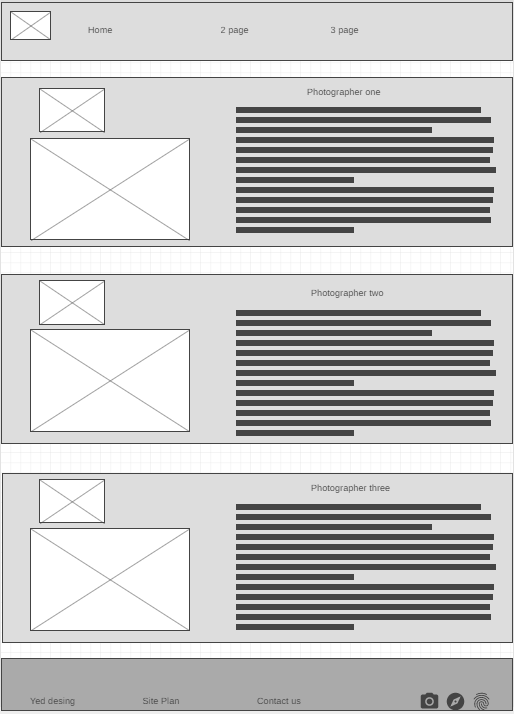 Home 2 page 3 page
Photographer one
Photographer two
Photographer three
Yed desing Site Plan Contact us